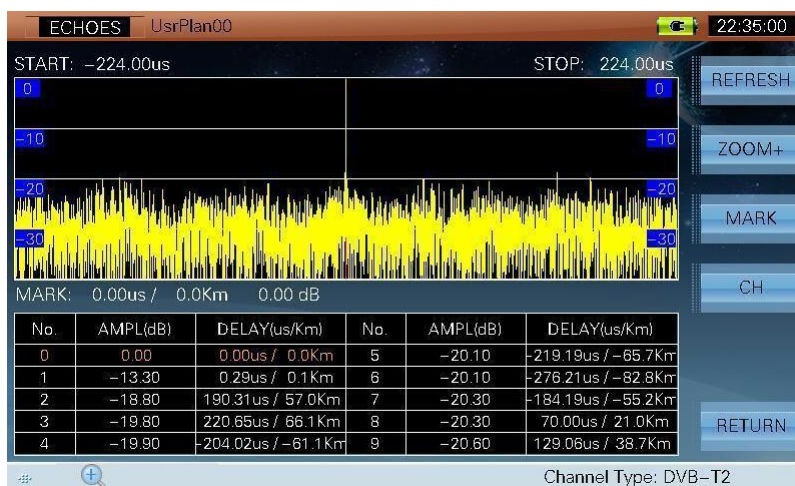 ECHOES UsrPlan00 22:35:00
START: -224.00us STOP: 224.00us
REFRESH
0 0
-10 -10
ZOOM+
-20 -20
MARK
-30 -30
CH
MARK: 0.00us / 0.0Km 0.00 dB
No. AMPL(dB) DELAY(us/Km) No. AMPL(dB) DELAY(us/Km)
0 0.00 0.00us / 0.0Km 5 -20.10 -219.19us / -65.7Km
1 -13.30 0.29us / 0.1Km 6 -20.10 -276.21us / -82.8Km
2 -18.80 190.31us / 57.0Km 7 -20.30 -184.19us / -55.2Km
3 -19.80 220.65us / 66.1Km 8 -20.30 70.00us / 21.0Km
4 -19.90 -204.02us / -61.1Km 9 -20.60 129.06us / 38.7Km
RETURN
Channel Type: DVB-T2